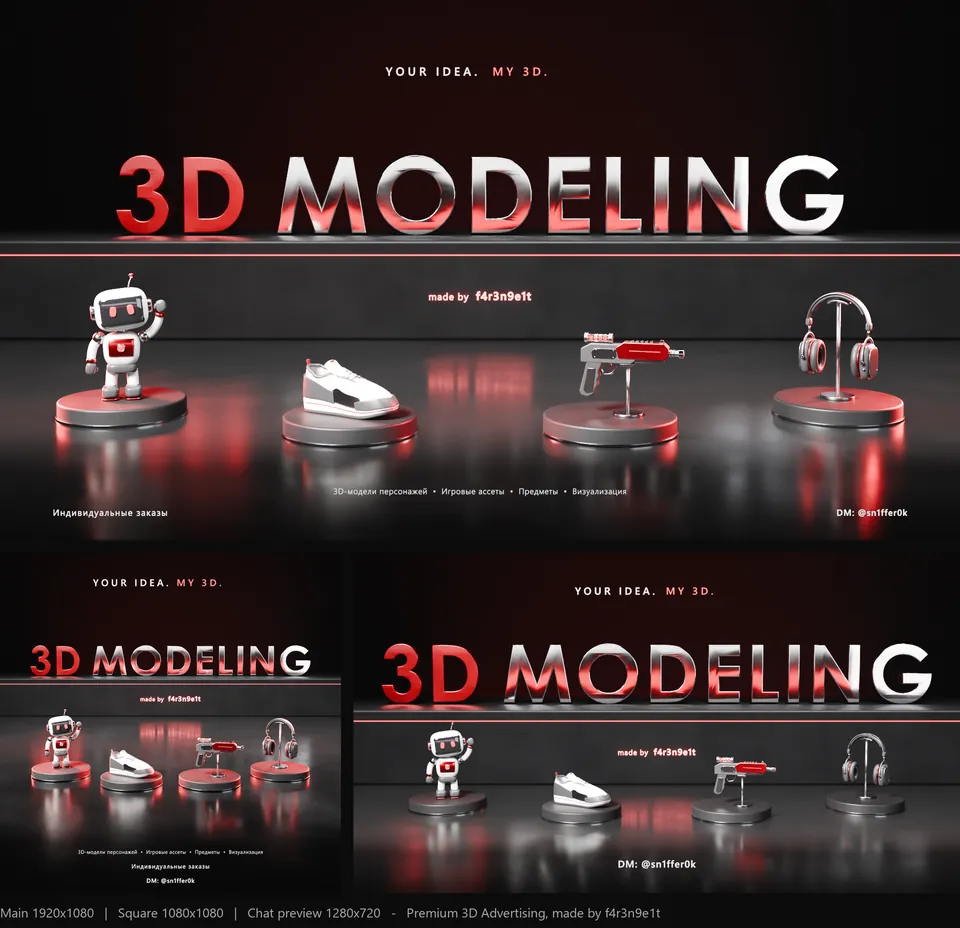 YOUR IDEA. MY 3D.
3D MODELING
made by f4r3n9e1t
3D-модели персонажей • Игровые ассеты • Предметы • Визуализация
Индивидуальные заказы
DM: @sn1ffer0k
YOUR IDEA. MY 3D.
3D MODELING
made by f4r3n9e1t
3D-модели персонажей • Игровые ассеты • Предметы • Визуализация
Индивидуальные заказы
DM: @sn1ffer0k
YOUR IDEA. MY 3D.
3D MODELING
made by f4r3n9e1t
DM: @sn1ffer0k
Main 1920x1080 | Square 1080x1080 | Chat preview 1280x720 - Premium 3D Advertising, made by f4r3n9e1t